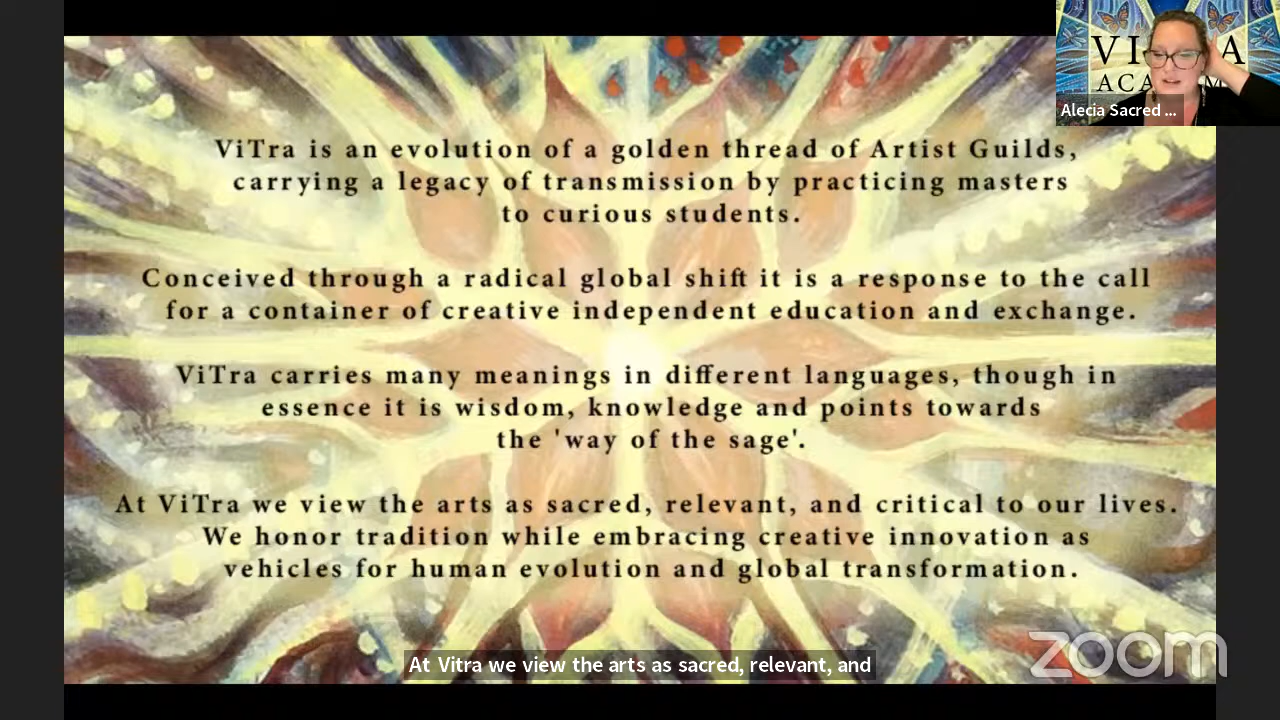 VI A
ACA M
Alecia Sacred ...
ViTra is an evolution of a golden thread of Artist Guilds,
carrying a legacy of transmission by practicing masters
to curious students.
Conceived through a radical global shift it is a response to the call
for a container of creative independent education and exchange.
ViTra carries many meanings in different languages, though in
essence it is wisdom, knowledge and points towards
the 'way of the sage'.
At ViTra we view the arts as sacred, relevant, and critical to our lives.
We honor tradition while embracing creative innovation as
vehicles for human evolution and global transformation.
At Vitra we view the arts as sacred, relevant, and
zoom